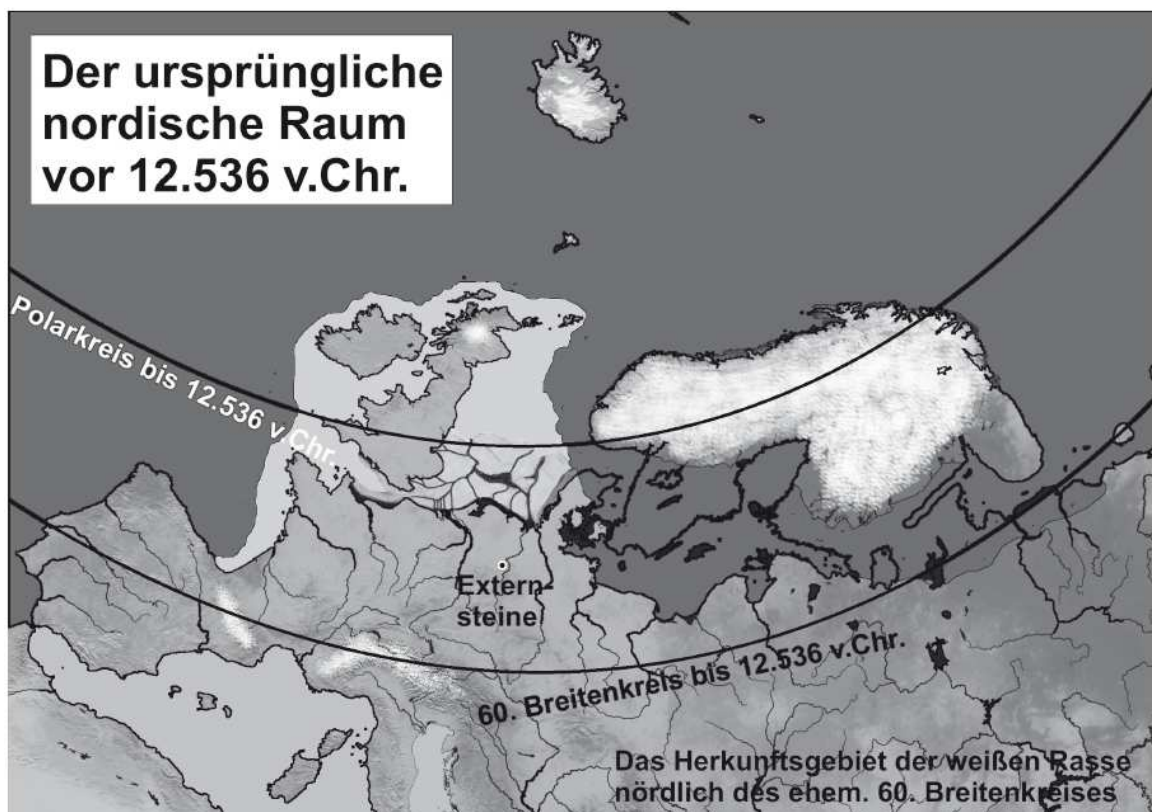 Der ursprüngliche
nordische Raum
vor 12.536 v.Chr.
Polarkreis bis 12.536 v.Chr.
Extern-
steine
60. Breitenkreis bis 12.536 v.Chr.
Das Herkunftsgebiet der weißen Rasse
nördlich des ehem. 60. Breitenkreises